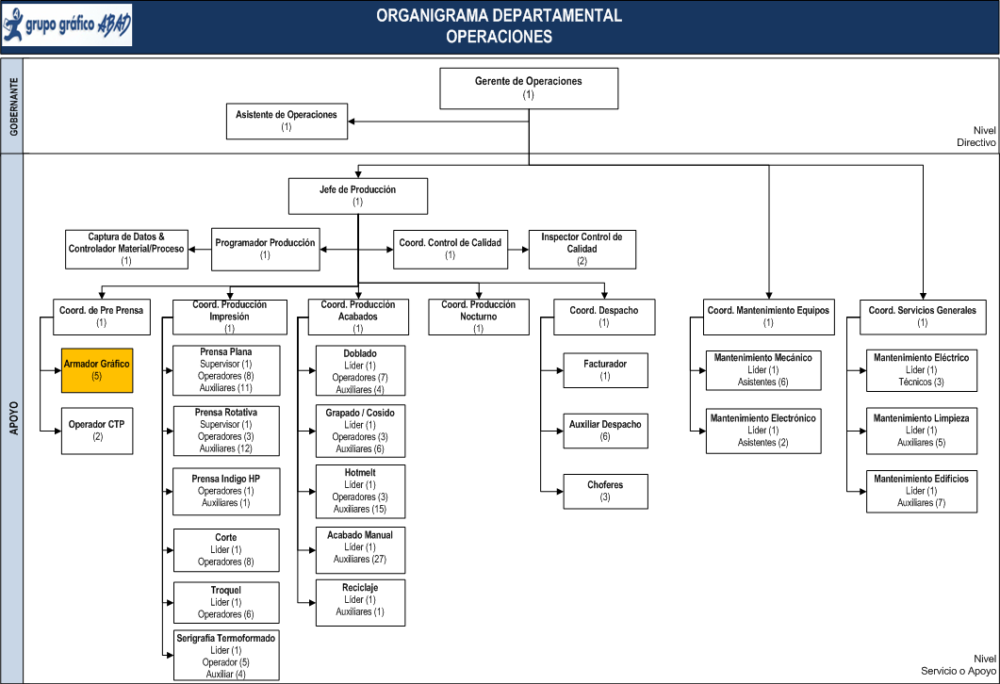 grupo gráfico ABAD
ORGANIGRAMA DEPARTAMENTAL
OPERACIONES
GOBERNANTE
Gerente de Operaciones
(1)
Asistente de Operaciones
(1)
Nivel
Directivo
APOYO
Jefe de Producción
(1)
Captura de Datos &
Controlador Material/Proceso
(1)
Programador Producción
(1)
Coord. Control de Calidad
(1)
Inspector Control de
Calidad
(2)
Coord. de Pre Prensa
(1)
Armador Gráfico
(5)
Operador CTP
(2)
Coord. Producción
Impresión
(1)
Prensa Plana
Supervisor (1)
Operadores (8)
Auxiliares (11)
Prensa Rotativa
Supervisor (1)
Operadores (3)
Auxiliares (12)
Prensa Indigo HP
Operadores (1)
Auxiliares (1)
Corte
Líder (1)
Operadores (8)
Troquel
Líder (1)
Operadores (6)
Serigrafía Termoformado
Líder (1)
Operador (5)
Auxiliar (4)
Coord. Producción
Acabados
(1)
Doblado
Líder (1)
Operadores (7)
Auxiliares (4)
Grapado / Cosido
Líder (1)
Operadores (3)
Auxiliares (6)
Hotmelt
Líder (1)
Operadores (3)
Auxiliares (15)
Acabado Manual
Líder (1)
Auxiliares (27)
Reciclaje
Líder (1)
Auxiliares (1)
Coord. Producción
Nocturno
(1)
Coord. Despacho
(1)
Facturador
(1)
Auxiliar Despacho
(6)
Choferes
(3)
Coord. Mantenimiento Equipos
(1)
Mantenimiento Mecánico
Líder (1)
Asistentes (6)
Mantenimiento Electrónico
Líder (1)
Asistentes (2)
Coord. Servicios Generales
(1)
Mantenimiento Eléctrico
Líder (1)
Técnicos (3)
Mantenimiento Limpieza
Líder (1)
Auxiliares (5)
Mantenimiento Edificios
Líder (1)
Auxiliares (7)
Nivel
Servicio o Apoyo